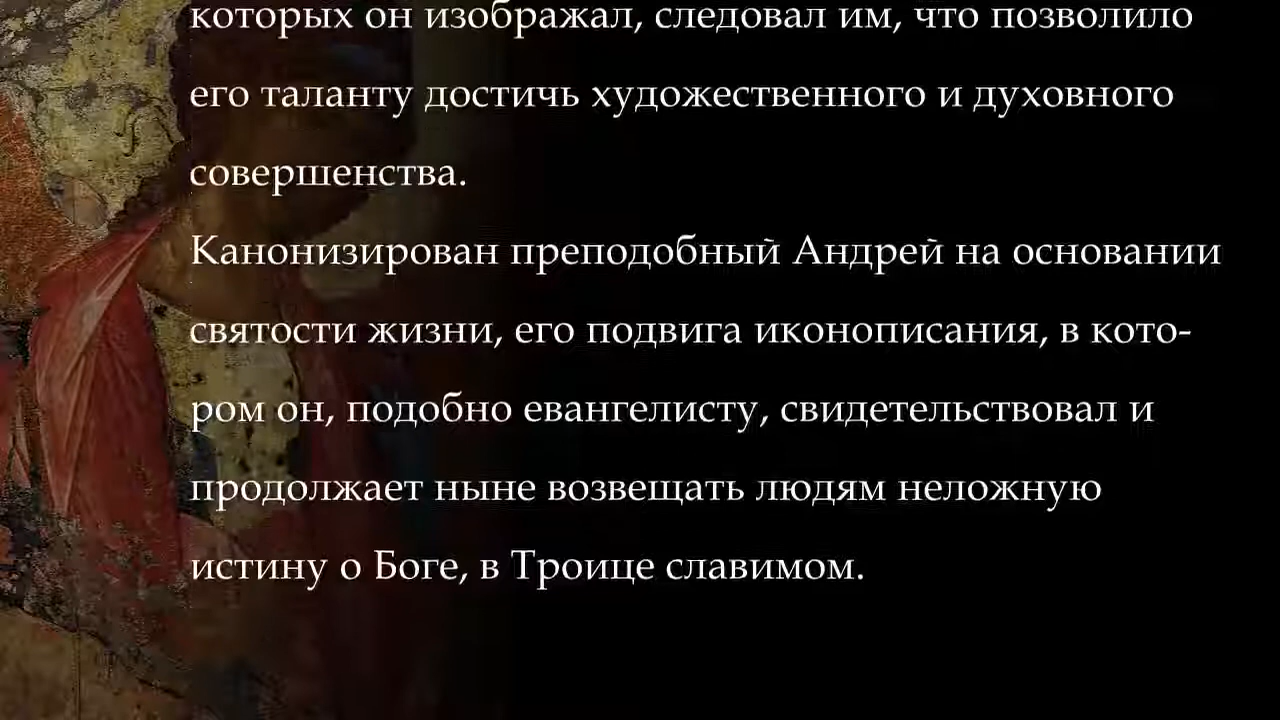 которых он изображал, следовал им, что позволило
его таланту достичь художественного и духовного
совершенства.
Канонизирован преподобный Андрей на основании
святости жизни, его подвига иконописания, в кото-
ром он, подобно евангелисту, свидетельствовал и
продолжает ныне возвещать людям неложную
истину о Боге, в Троице славимом.